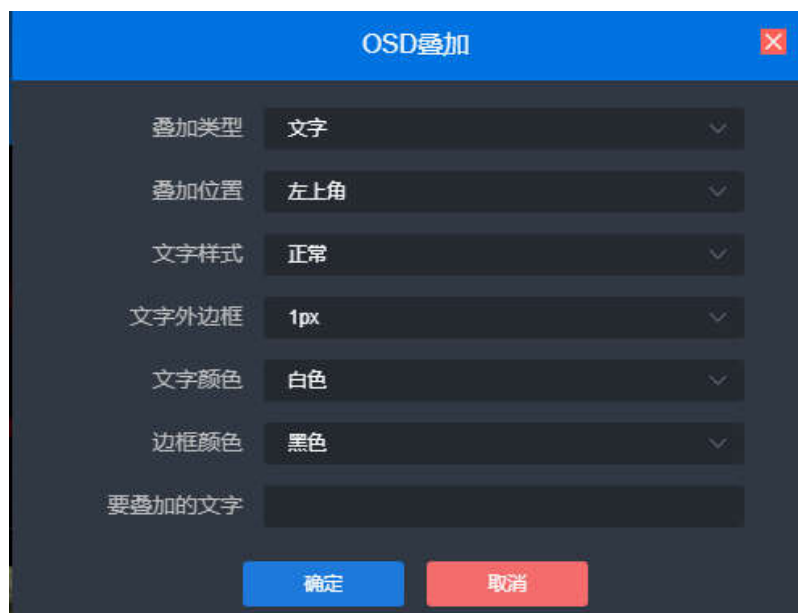 OSD叠加
叠加类型 文字
叠加位置 左上角
文字样式 正常
文字外边框 1px
文字颜色 白色
边框颜色 黑色
要叠加的文字
确定 取消